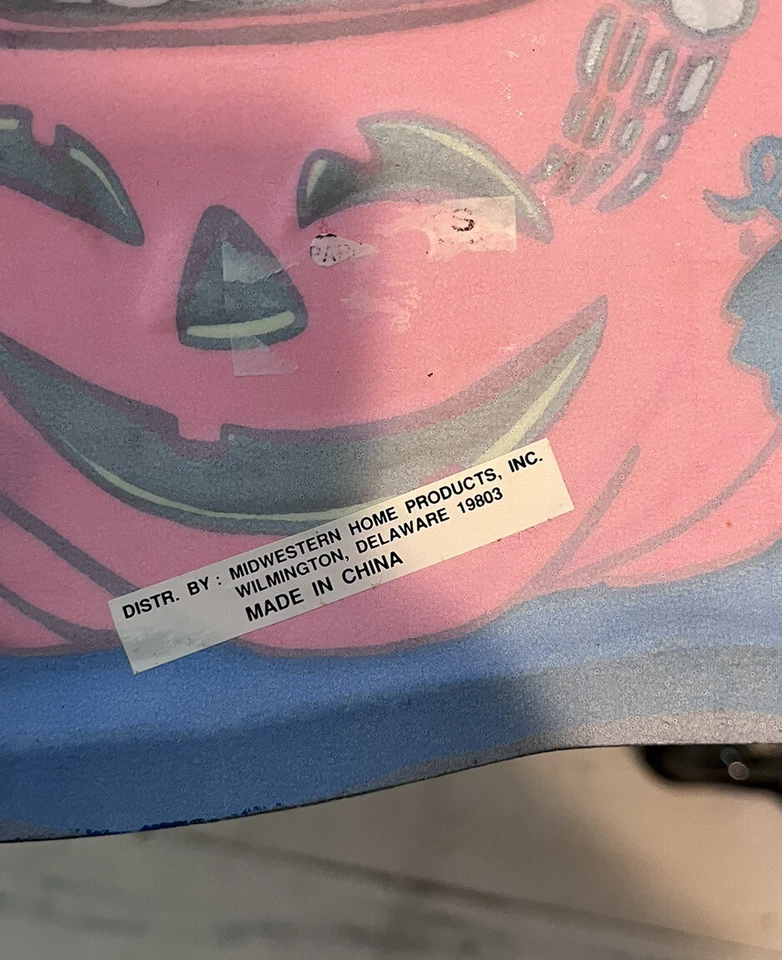 S
DISTR. BY : MIDWESTERN HOME PRODUCTS, INC.
WILMINGTON, DELAWARE 19803
MADE IN CHINA